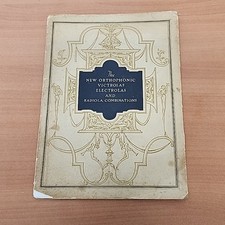 The
NEW ORTHOPHONIC
VICTROLAS
ELECTROLAS
AND
RADIOLA COMBINATIONS